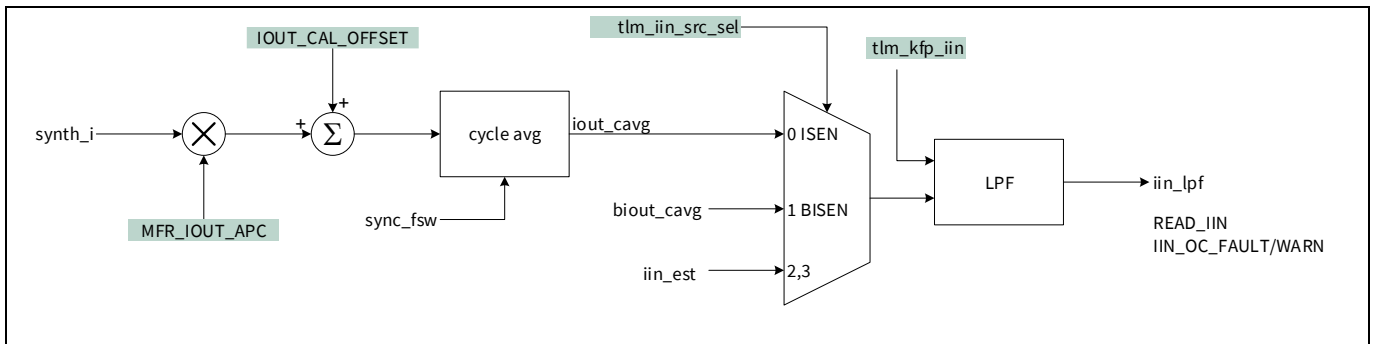 IOUT_CAL_OFFSET
tlm_iin_src_sel
tlm_kfp_iin
+
+
synth_i
Σ
cycle avg
iout_cavg
0 ISEN
LPF
iin_lpf
MFR_IOUT_APC
sync_fsw
biout_cavg
1 BISEN
READ_IIN
IIN_OC_FAULT/WARN
iin_est
2,3